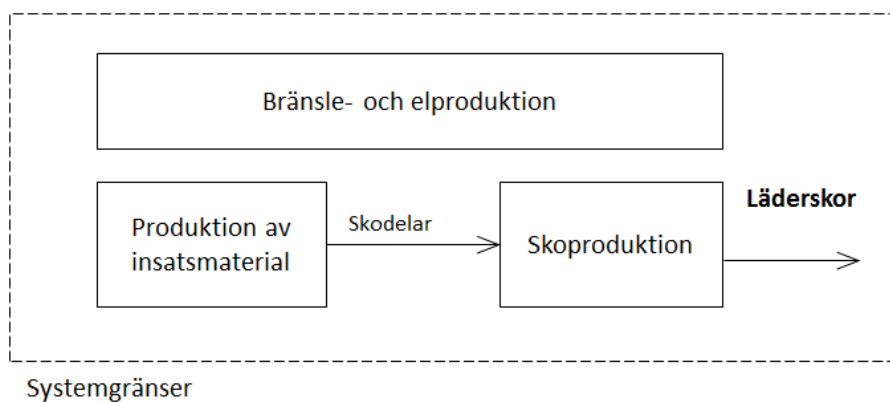 Bränsle- och elproduktion
Produktion av
insatsmaterial
Skodelar
Skoproduktion
Läderskor
Systemgränser